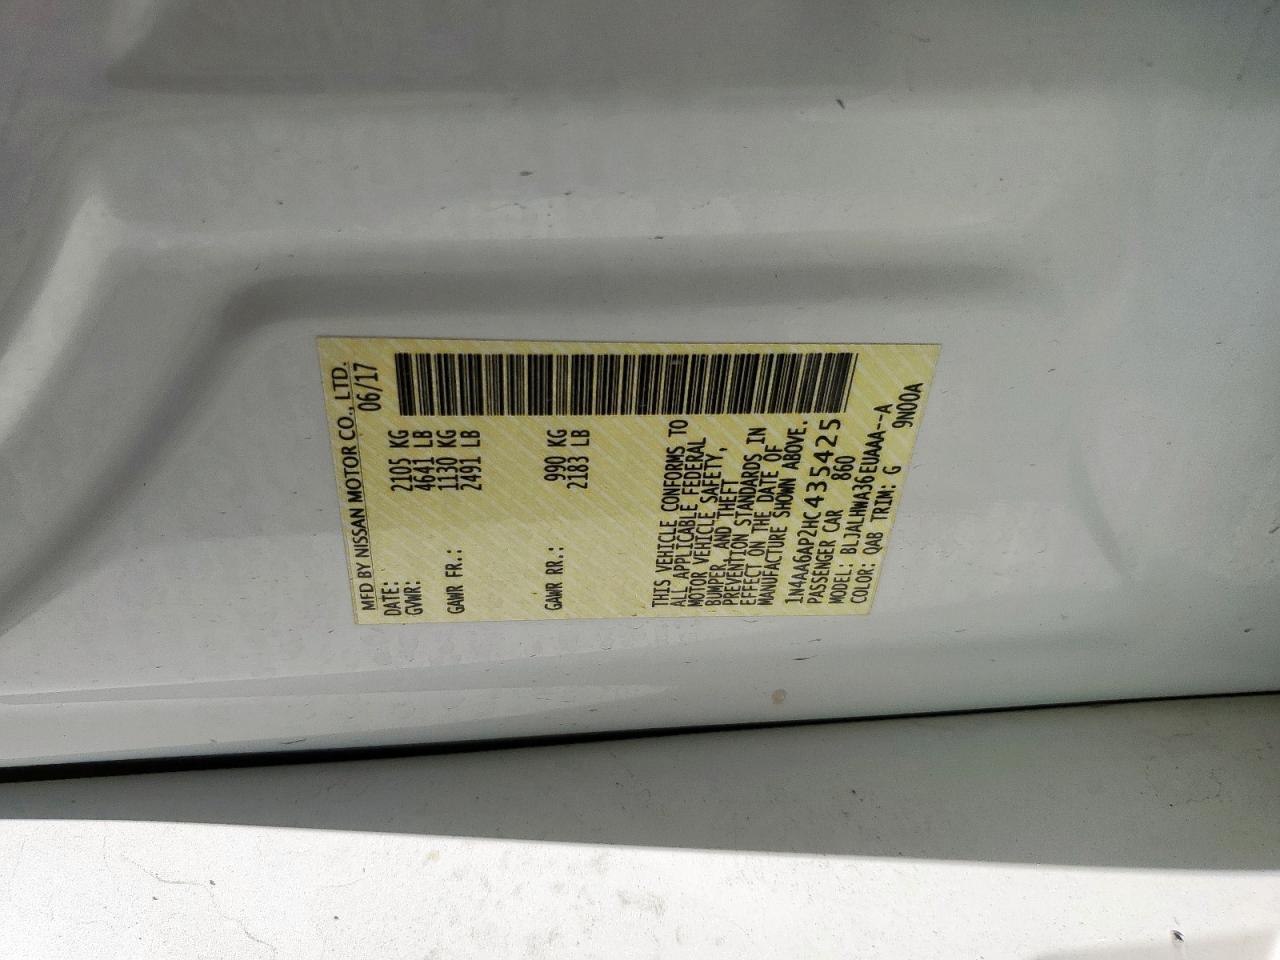 MFD BY NISSAN MOTOR CO., LTD.
DATE: 06/17
GVWR: 2105 KG
4641 LB
GAWR FR.: 1130 KG
2491 LB
GAWR RR.: 990 KG
2183 LB
THIS VEHICLE CONFORMS TO
ALL APPLICABLE FEDERAL
MOTOR VEHICLE SAFETY,
BUMPER, AND THEFT
PREVENTION STANDARDS IN
EFFECT ON THE DATE OF
MANUFACTURE SHOWN ABOVE.
1N4AA6AP2HC435425
PASSENGER CAR 860
MODEL: BLJALHWA36EUAAA--A
COLOR: QAB TRIM: G 9N00A